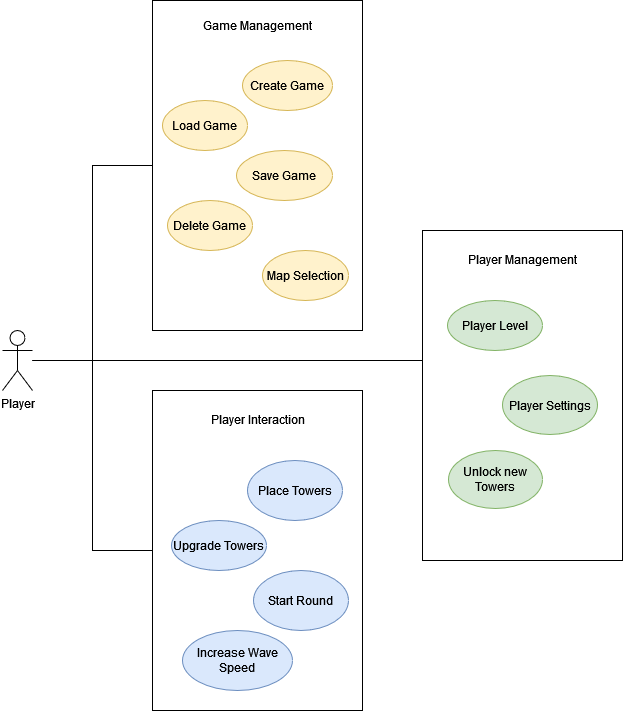 Game Management
Create Game
Load Game
Save Game
Delete Game
Map Selection
Player Management
Player Level
Player Settings
Unlock new
Towers
Player
Player Interaction
Place Towers
Upgrade Towers
Start Round
Increase Wave
Speed